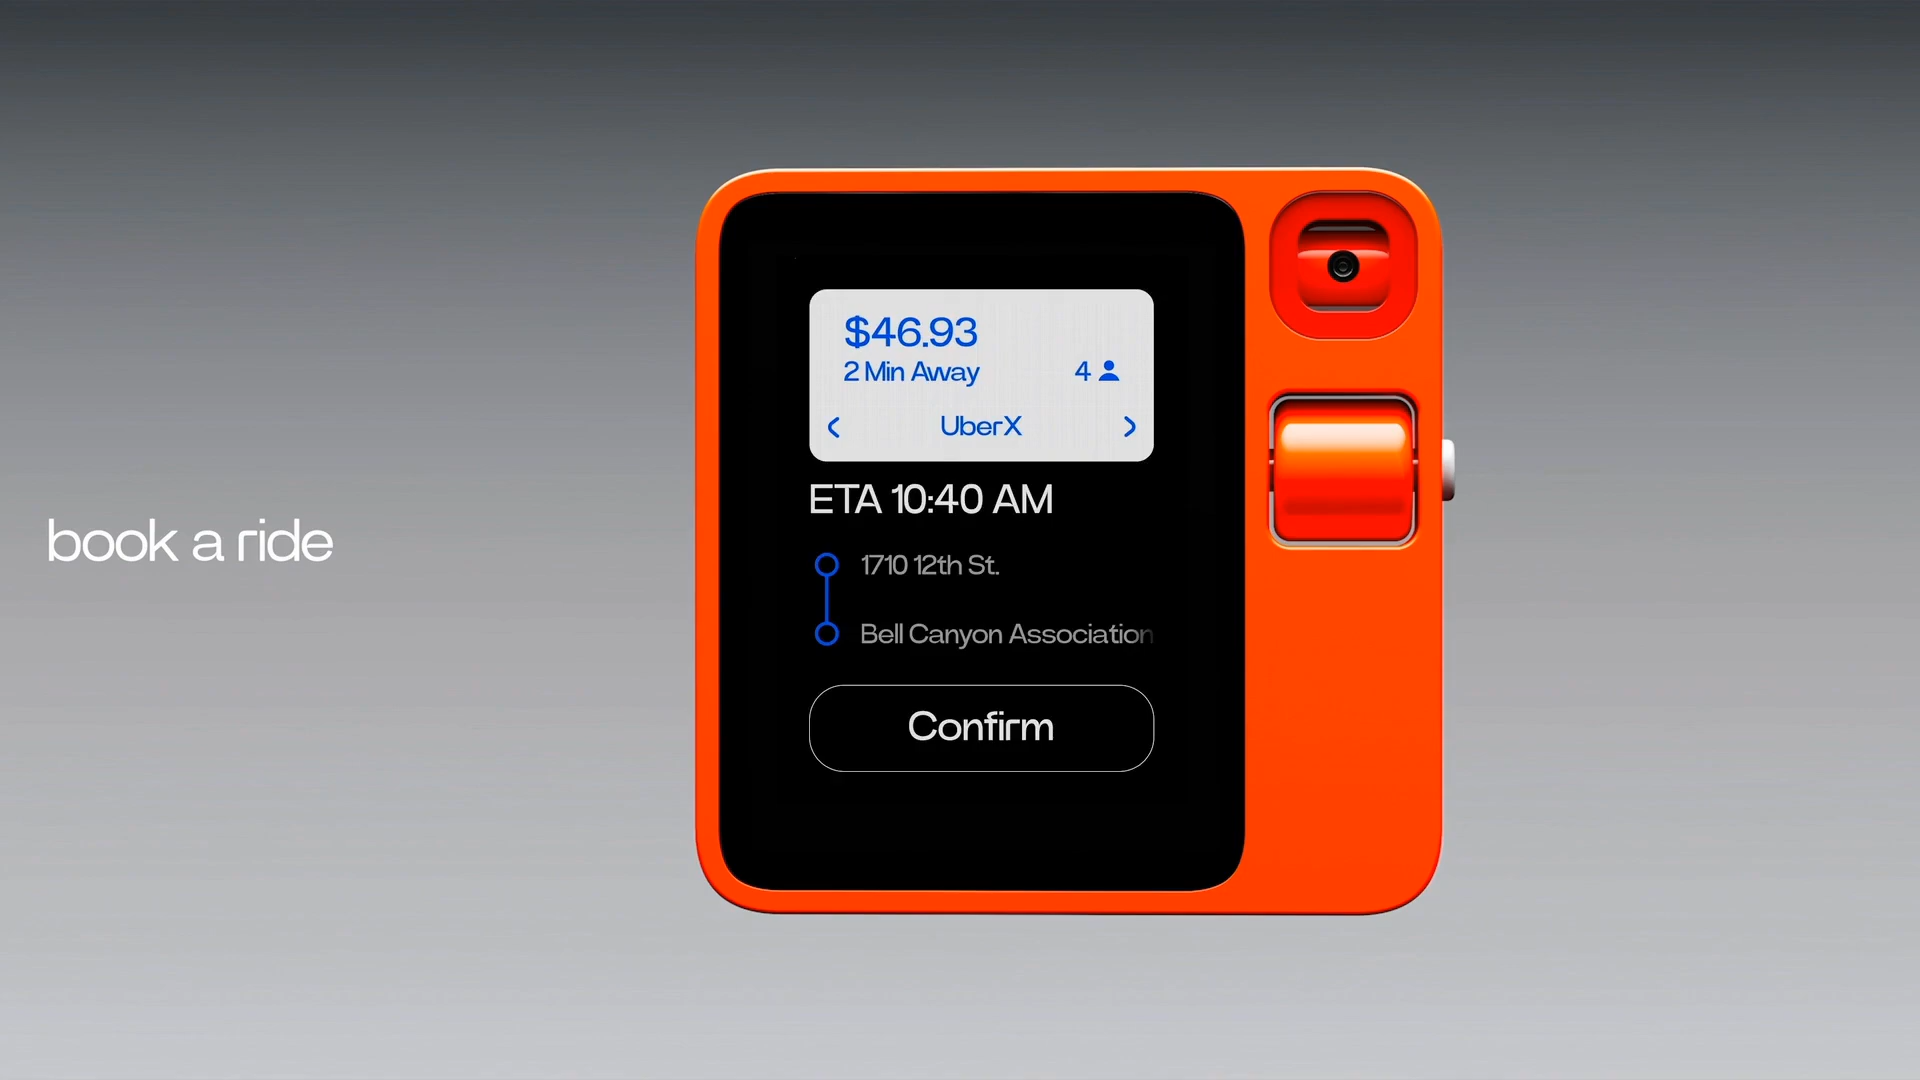 book a ride
$46.93
2 Min Away 4
UberX
ETA 10:40 AM
1710 12th St.
Bell Canyon Association
Confirm